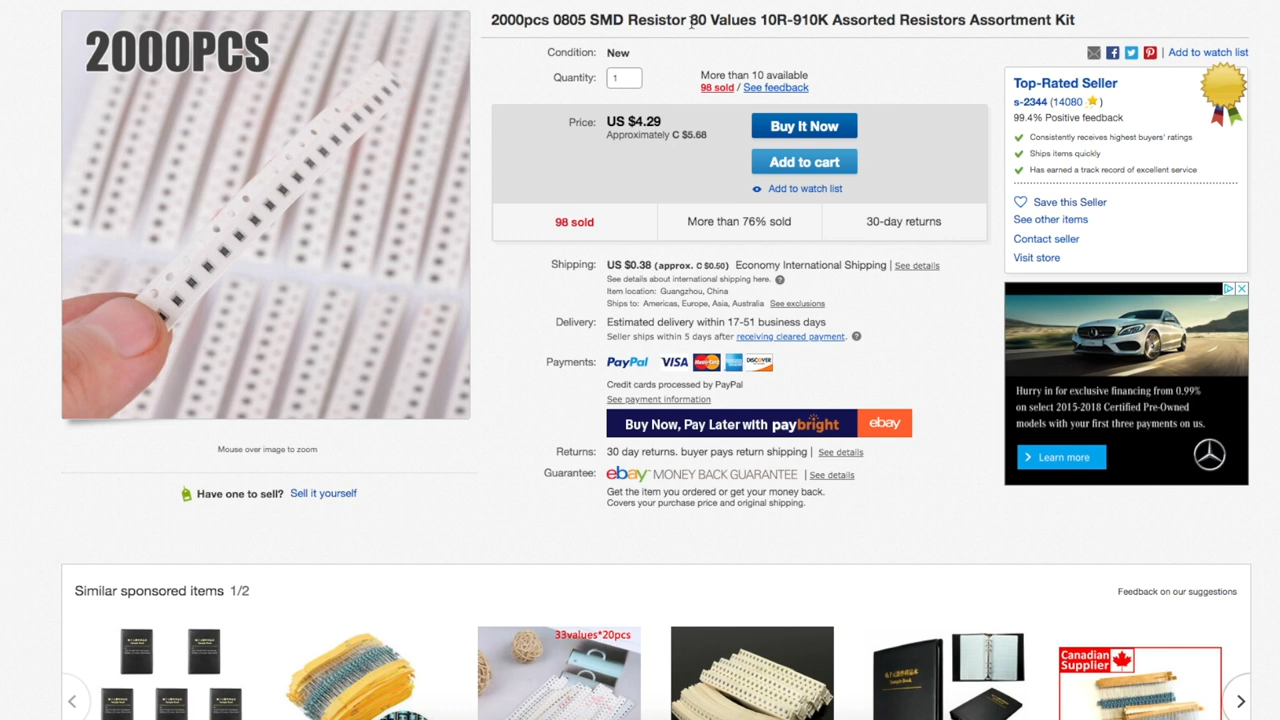 2000PCS
2000pcs 0805 SMD Resistor 80 Values 10R-910K Assorted Resistors Assortment Kit
Condition: New
Quantity: 1
More than 10 available
98 sold / See feedback
Price: US $4.29
Approximately C $5.68
Buy It Now
Add to cart
Add to watch list
98 sold
More than 76% sold
30-day returns
Shipping: US $0.38 (approx. C $0.50) Economy International Shipping | See details
See details about international shipping here.
Item location: Guangzhou, China
Ships to: Americas, Europe, Asia, Australia See exclusions
Delivery: Estimated delivery within 17-51 business days
Seller ships within 5 days after receiving cleared payment.
Payments: PayPal VISA MasterCard DISCOVER
Credit cards processed by PayPal
See payment information
Buy Now, Pay Later with paybright ebay
Returns: 30 day returns. buyer pays return shipping | See details
Guarantee: ebay MONEY BACK GUARANTEE | See details
Get the item you ordered or get your money back.
Covers your purchase price and original shipping.
| Add to watch list
Top-Rated Seller
s-2344 (14080)
99.4% Positive feedback
Consistently receives highest buyers' ratings
Ships items quickly
Has earned a track record of excellent service
Save this Seller
See other items
Contact seller
Visit store
Hurry in for exclusive financing from 0.99%
on select 2015-2018 Certified Pre-Owned
models with your first three payments on us.
Learn more
Mouse over image to zoom
Have one to sell? Sell it yourself
Similar sponsored items 1/2
Feedback on our suggestions
33values*20pcs
Canadian
Supplier